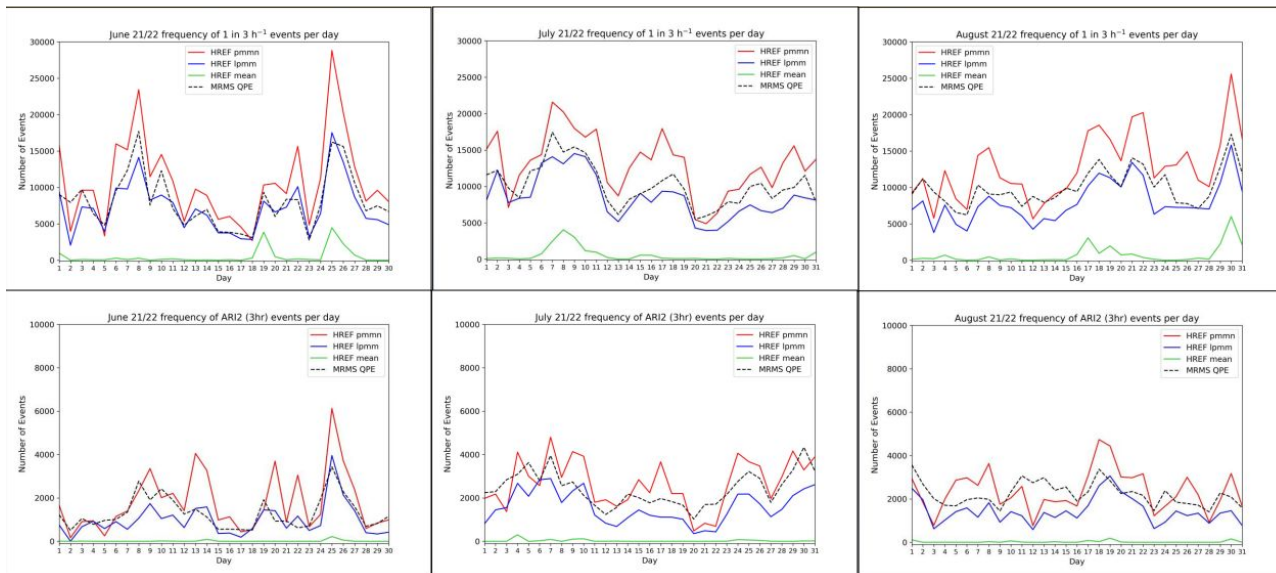 June 21/22 frequency of 1 in 3 h⁻¹ events per day
30000
25000
20000
15000
10000
5000
0
Number of Events
HREF pmmn
HREF lpmm
HREF mean
MRMS QPE
1 2 3 4 5 6 7 8 9 10 11 12 13 14 15 16 17 18 19 20 21 22 23 24 25 26 27 28 29 30
Day
July 21/22 frequency of 1 in 3 h⁻¹ events per day
30000
25000
20000
15000
10000
5000
0
Number of Events
HREF pmmn
HREF lpmm
HREF mean
MRMS QPE
1 2 3 4 5 6 7 8 9 10 11 12 13 14 15 16 17 18 19 20 21 22 23 24 25 26 27 28 29 30 31
Day
August 21/22 frequency of 1 in 3 h⁻¹ events per day
30000
25000
20000
15000
10000
5000
0
Number of Events
HREF pmmn
HREF lpmm
HREF mean
MRMS QPE
1 2 3 4 5 6 7 8 9 10 11 12 13 14 15 16 17 18 19 20 21 22 23 24 25 26 27 28 29 30 31
Day
June 21/22 frequency of ARI2 (3hr) events per day
10000
8000
6000
4000
2000
0
Number of Events
HREF pmmn
HREF lpmm
HREF mean
MRMS QPE
1 2 3 4 5 6 7 8 9 10 11 12 13 14 15 16 17 18 19 20 21 22 23 24 25 26 27 28 29 30
Day
July 21/22 frequency of ARI2 (3hr) events per day
10000
8000
6000
4000
2000
0
Number of Events
HREF pmmn
HREF lpmm
HREF mean
MRMS QPE
1 2 3 4 5 6 7 8 9 10 11 12 13 14 15 16 17 18 19 20 21 22 23 24 25 26 27 28 29 30 31
Day
August 21/22 frequency of ARI2 (3hr) events per day
10000
8000
6000
4000
2000
0
Number of Events
HREF pmmn
HREF lpmm
HREF mean
MRMS QPE
1 2 3 4 5 6 7 8 9 10 11 12 13 14 15 16 17 18 19 20 21 22 23 24 25 26 27 28 29 30 31
Day